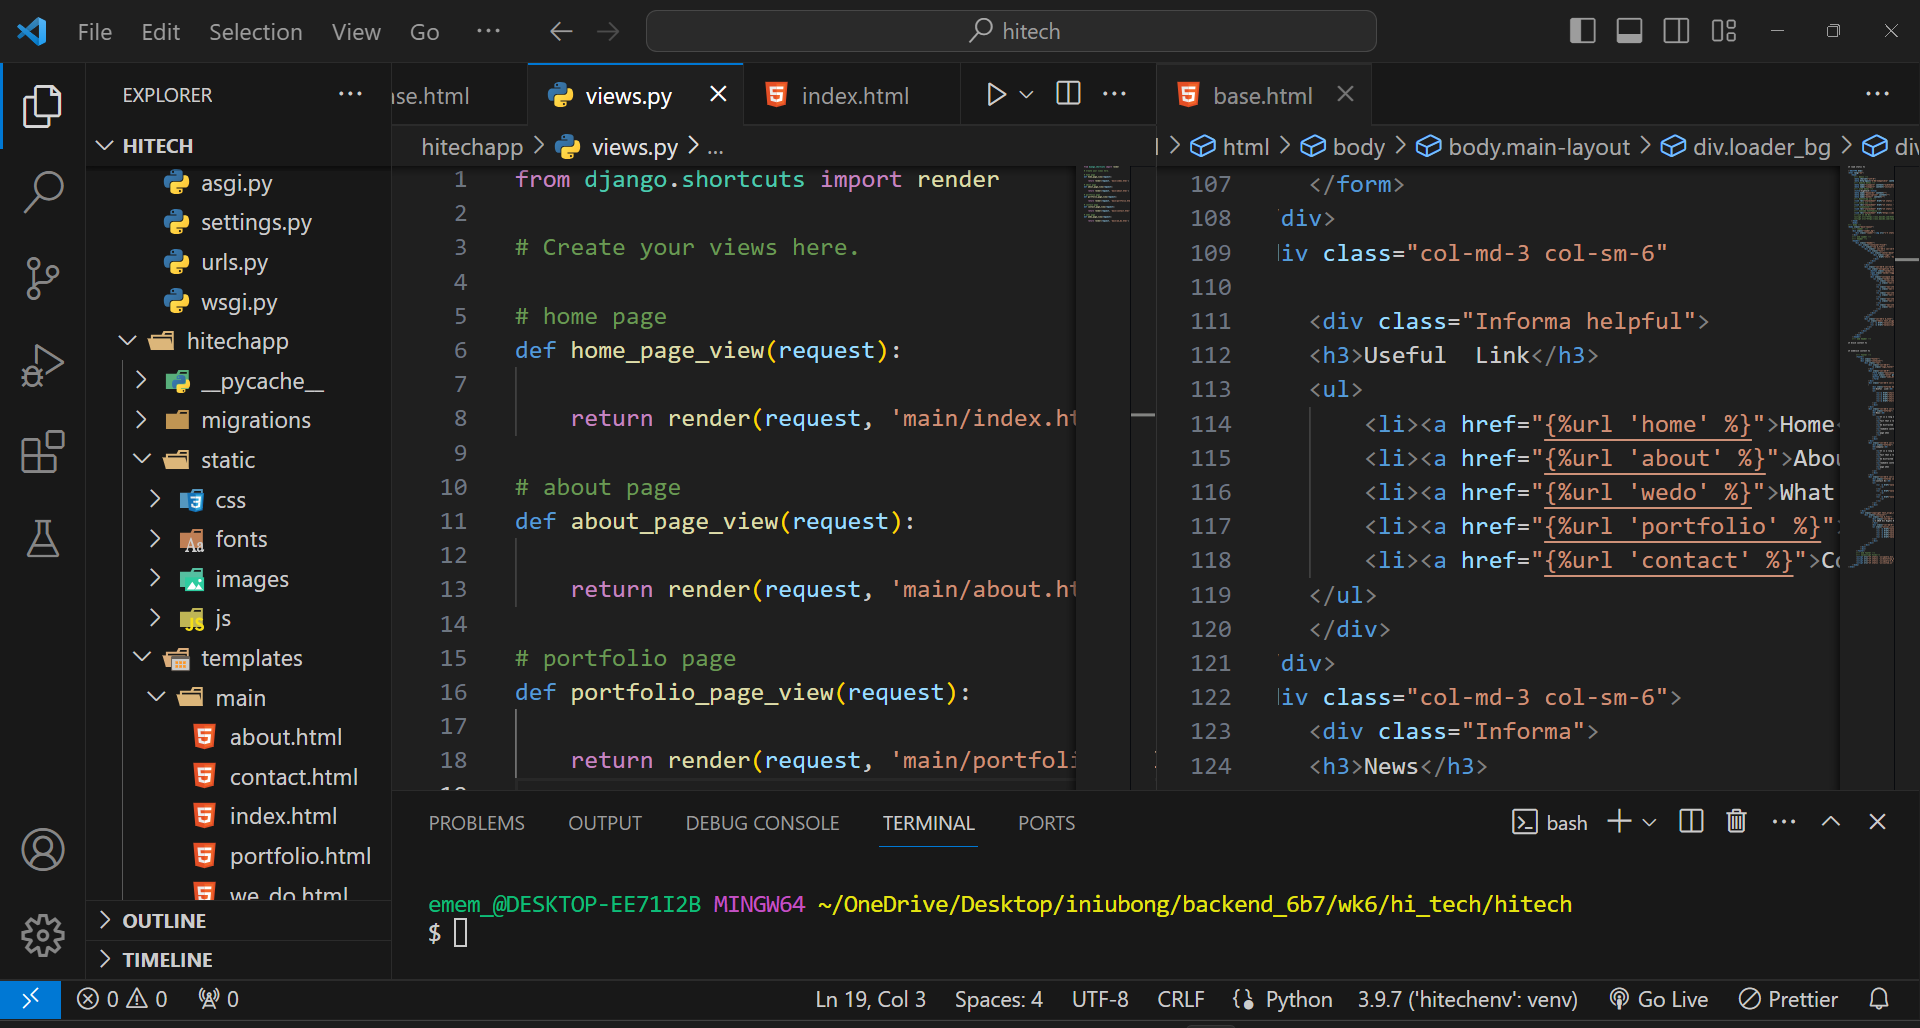 File Edit Selection View Go ··· hitech
EXPLORER ···
HITECH
asgi.py
settings.py
urls.py
wsgi.py
hitechapp
__pycache__
migrations
static
css
fonts
images
js
templates
main
about.html
contact.html
index.html
portfolio.html
we_do.html
OUTLINE
TIMELINE
se.html views.py index.html
hitechapp > views.py > ...
1 from django.shortcuts import render
2
3 # Create your views here.
4
5 # home page
6 def home_page_view(request):
7
8 return render(request, 'main/index.ht
9
10 # about page
11 def about_page_view(request):
12
13 return render(request, 'main/about.ht
14
15 # portfolio page
16 def portfolio_page_view(request):
17
18 return render(request, 'main/portfoli
19
base.html ···
> html > body > body.main-layout > div.loader_bg > div
107 </form>
108 div>
109 iv class="col-md-3 col-sm-6"
110
111 <div class="Informa helpful">
112 <h3>Useful  Link</h3>
113 <ul>
114 <li><a href="{%url 'home' %}">Home
115 <li><a href="{%url 'about' %}">Abou
116 <li><a href="{%url 'wedo' %}">What
117 <li><a href="{%url 'portfolio' %}"
118 <li><a href="{%url 'contact' %}">Co
119 </ul>
120 </div>
121 div>
122 iv class="col-md-3 col-sm-6">
123 <div class="Informa">
124 <h3>News</h3>
PROBLEMS OUTPUT DEBUG CONSOLE TERMINAL PORTS bash
emem_@DESKTOP-EE71I2B MINGW64 ~/OneDrive/Desktop/iniubong/backend_6b7/wk6/hi_tech/hitech
$
0 0 0 Ln 19, Col 3 Spaces: 4 UTF-8 CRLF Python 3.9.7 ('hitechenv': venv) Go Live Prettier